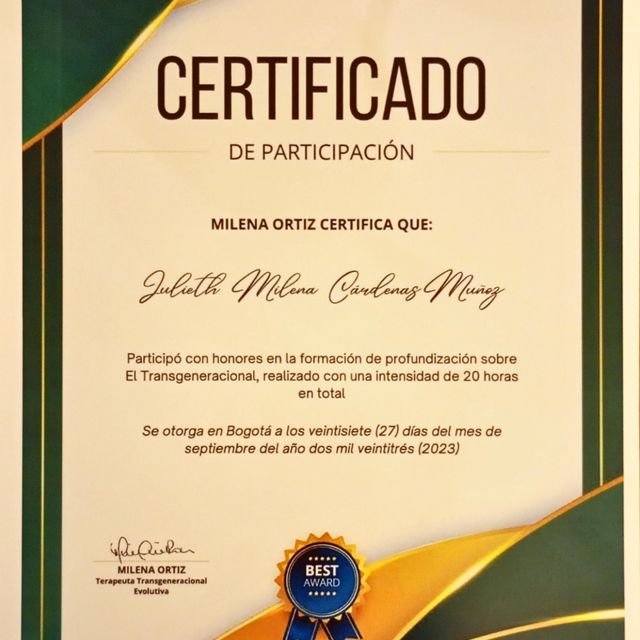 CERTIFICADO
DE PARTICIPACIÓN
MILENA ORTIZ CERTIFICA QUE:
Julieth Milena Cárdenas Muñoz
Participó con honores en la formación de profundización sobre
El Transgeneracional, realizado con una intensidad de 20 horas
en total
Se otorga en Bogotá a los veintisiete (27) días del mes de
septiembre del año dos mil veintitrés (2023)
MILENA ORTIZ
Terapeuta Transgeneracional
Evolutiva
BEST
AWARD